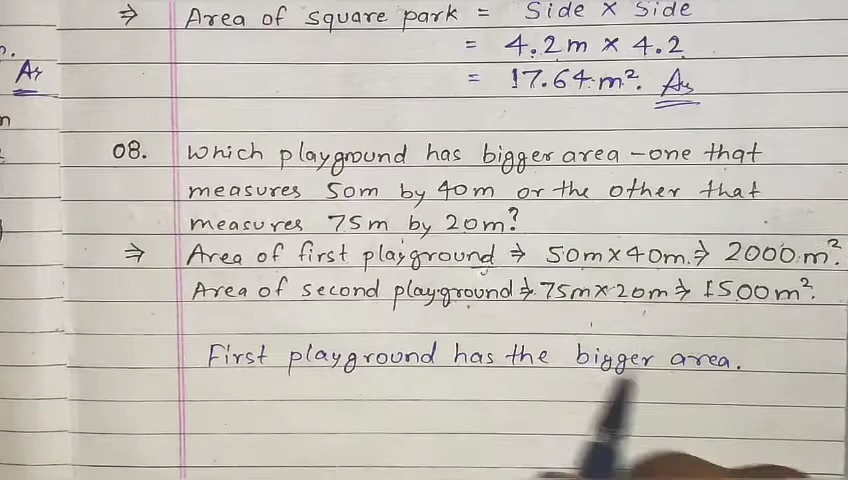 ⇒ Area of square park = Side × Side
= 4.2m × 4.2
= 17.64 m². As
As
08. Which playground has bigger area - one that
measures 50m by 40m or the other that
measures 75m by 20m?
⇒ Area of first playground ⇒ 50m×40m ⇒ 2000 m².
Area of second playground ⇒ 75m×20m ⇒ 1500 m².
First playground has the bigger area.